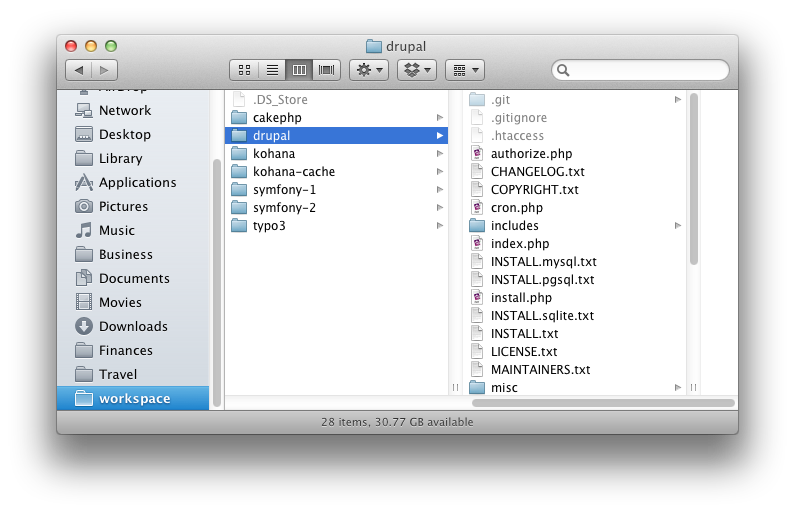 drupal
AirDrop
Network
Desktop
Library
Applications
Pictures
Music
Business
Documents
Movies
Downloads
Finances
Travel
workspace
.DS_Store
cakephp
drupal
kohana
kohana-cache
symfony-1
symfony-2
typo3
.git
.gitignore
.htaccess
authorize.php
CHANGELOG.txt
COPYRIGHT.txt
cron.php
includes
index.php
INSTALL.mysql.txt
INSTALL.pgsql.txt
install.php
INSTALL.sqlite.txt
INSTALL.txt
LICENSE.txt
MAINTAINERS.txt
misc
28 items, 30.77 GB available